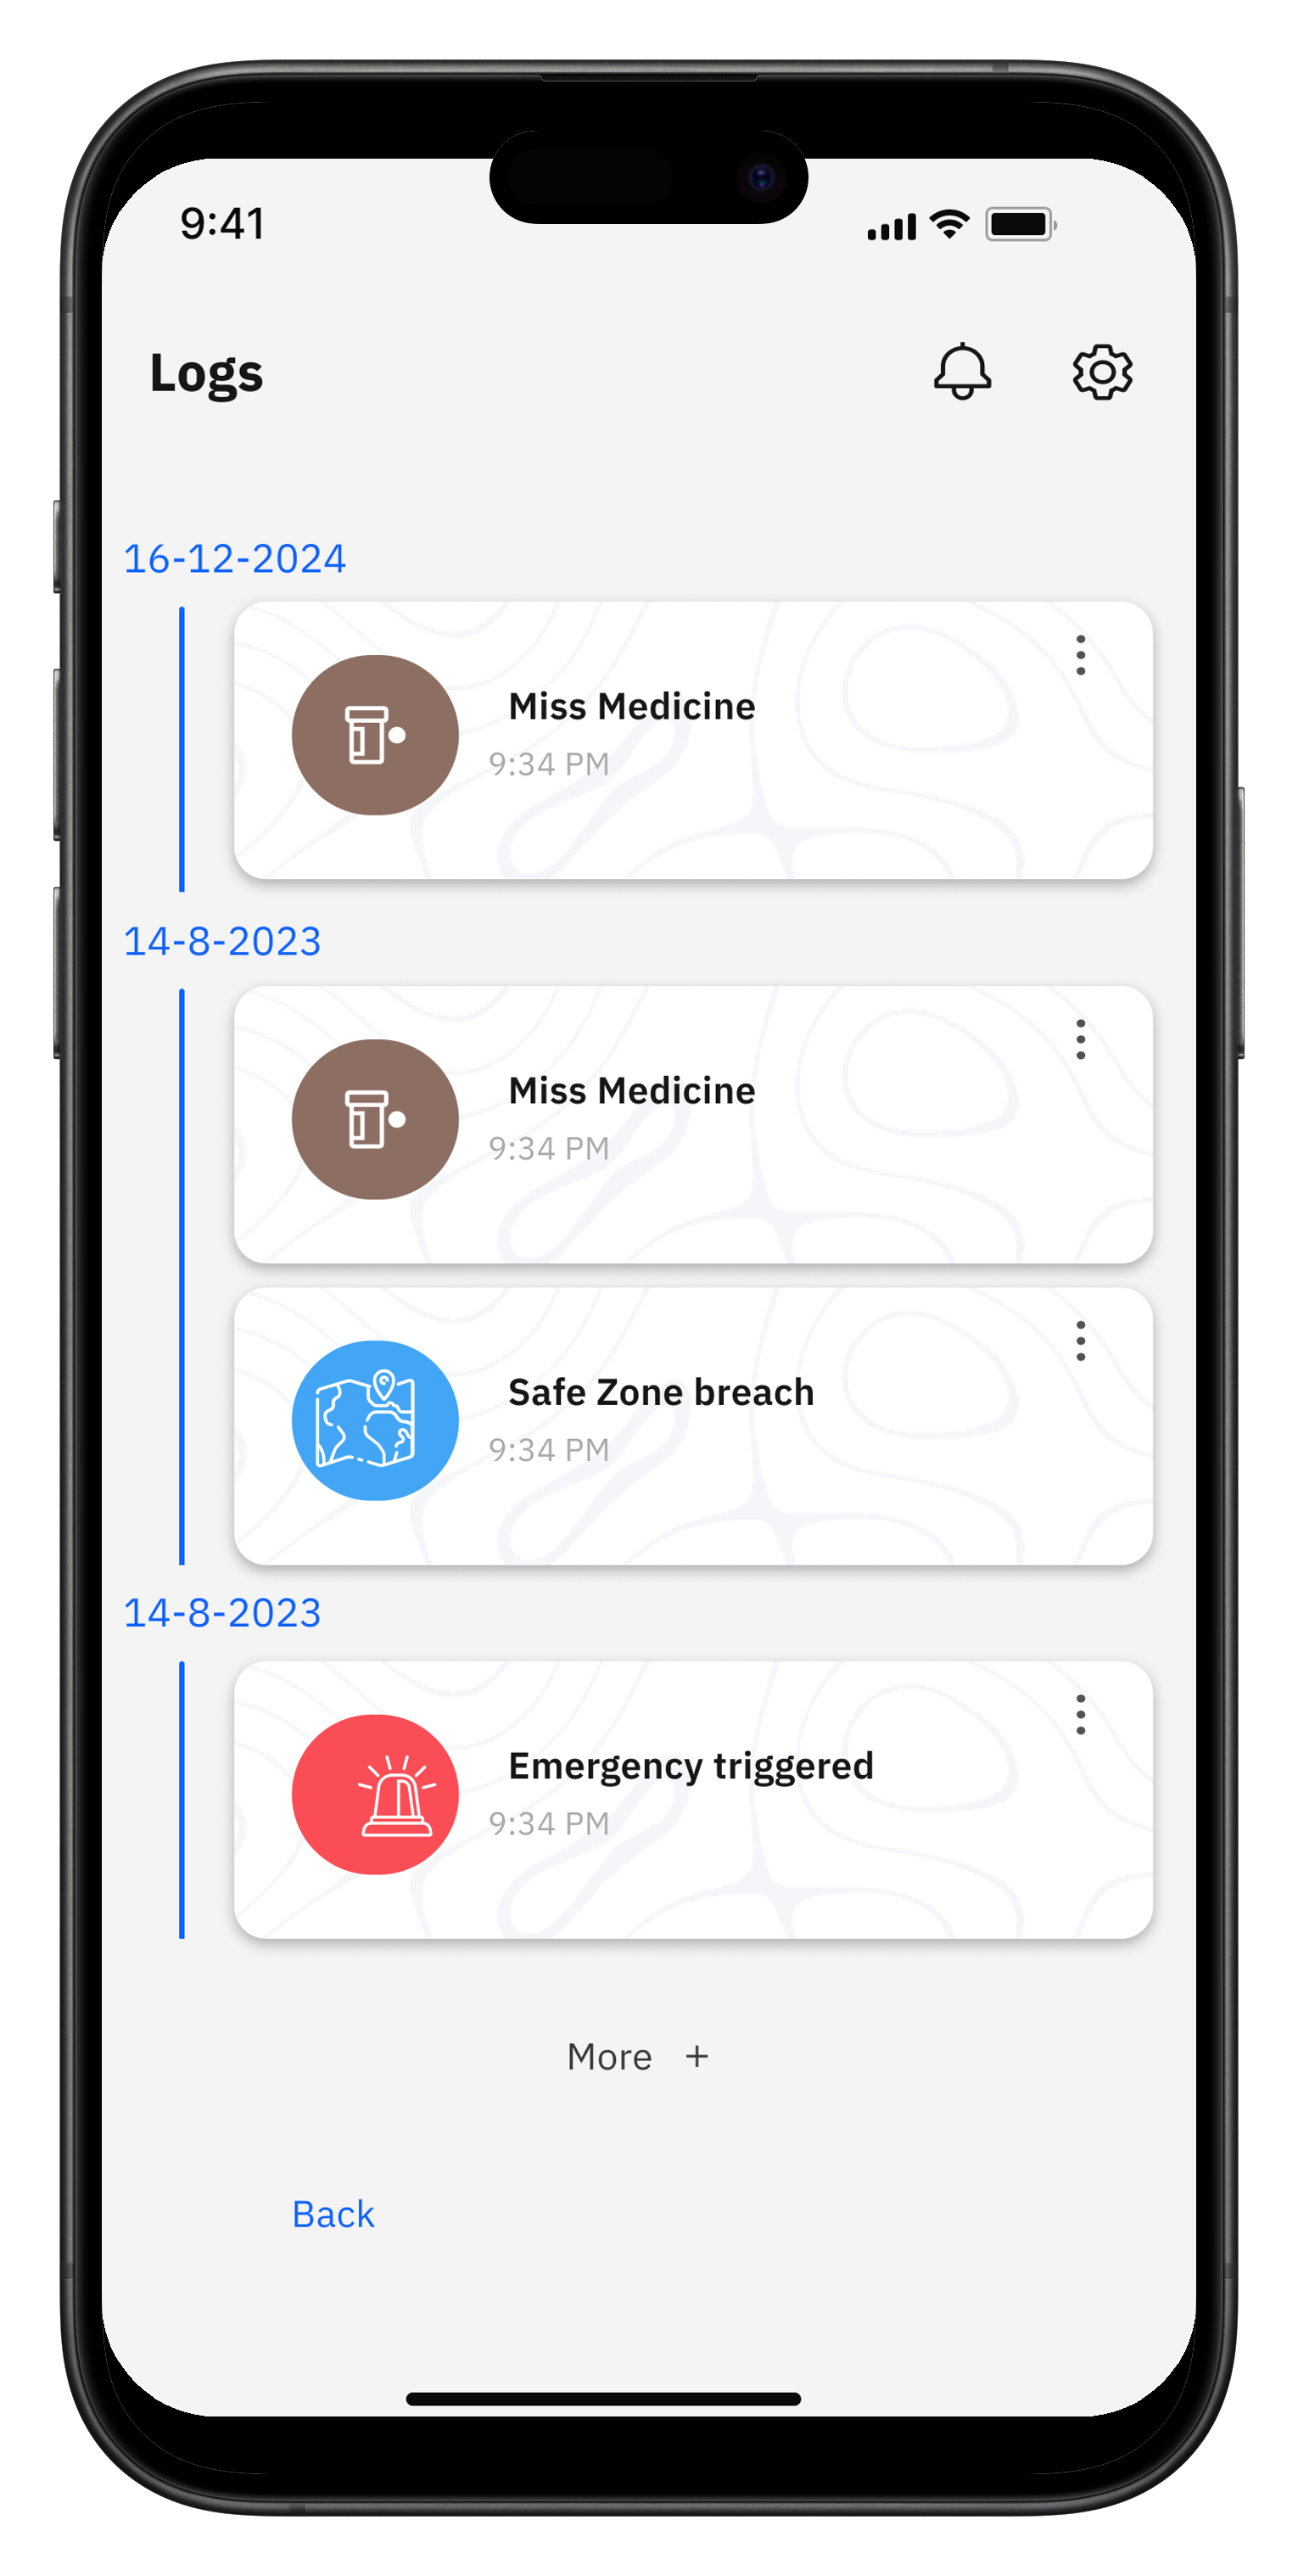 9:41
Logs
16-12-2024
Miss Medicine
9:34 PM
14-8-2023
Miss Medicine
9:34 PM
Safe Zone breach
9:34 PM
14-8-2023
Emergency triggered
9:34 PM
More +
Back